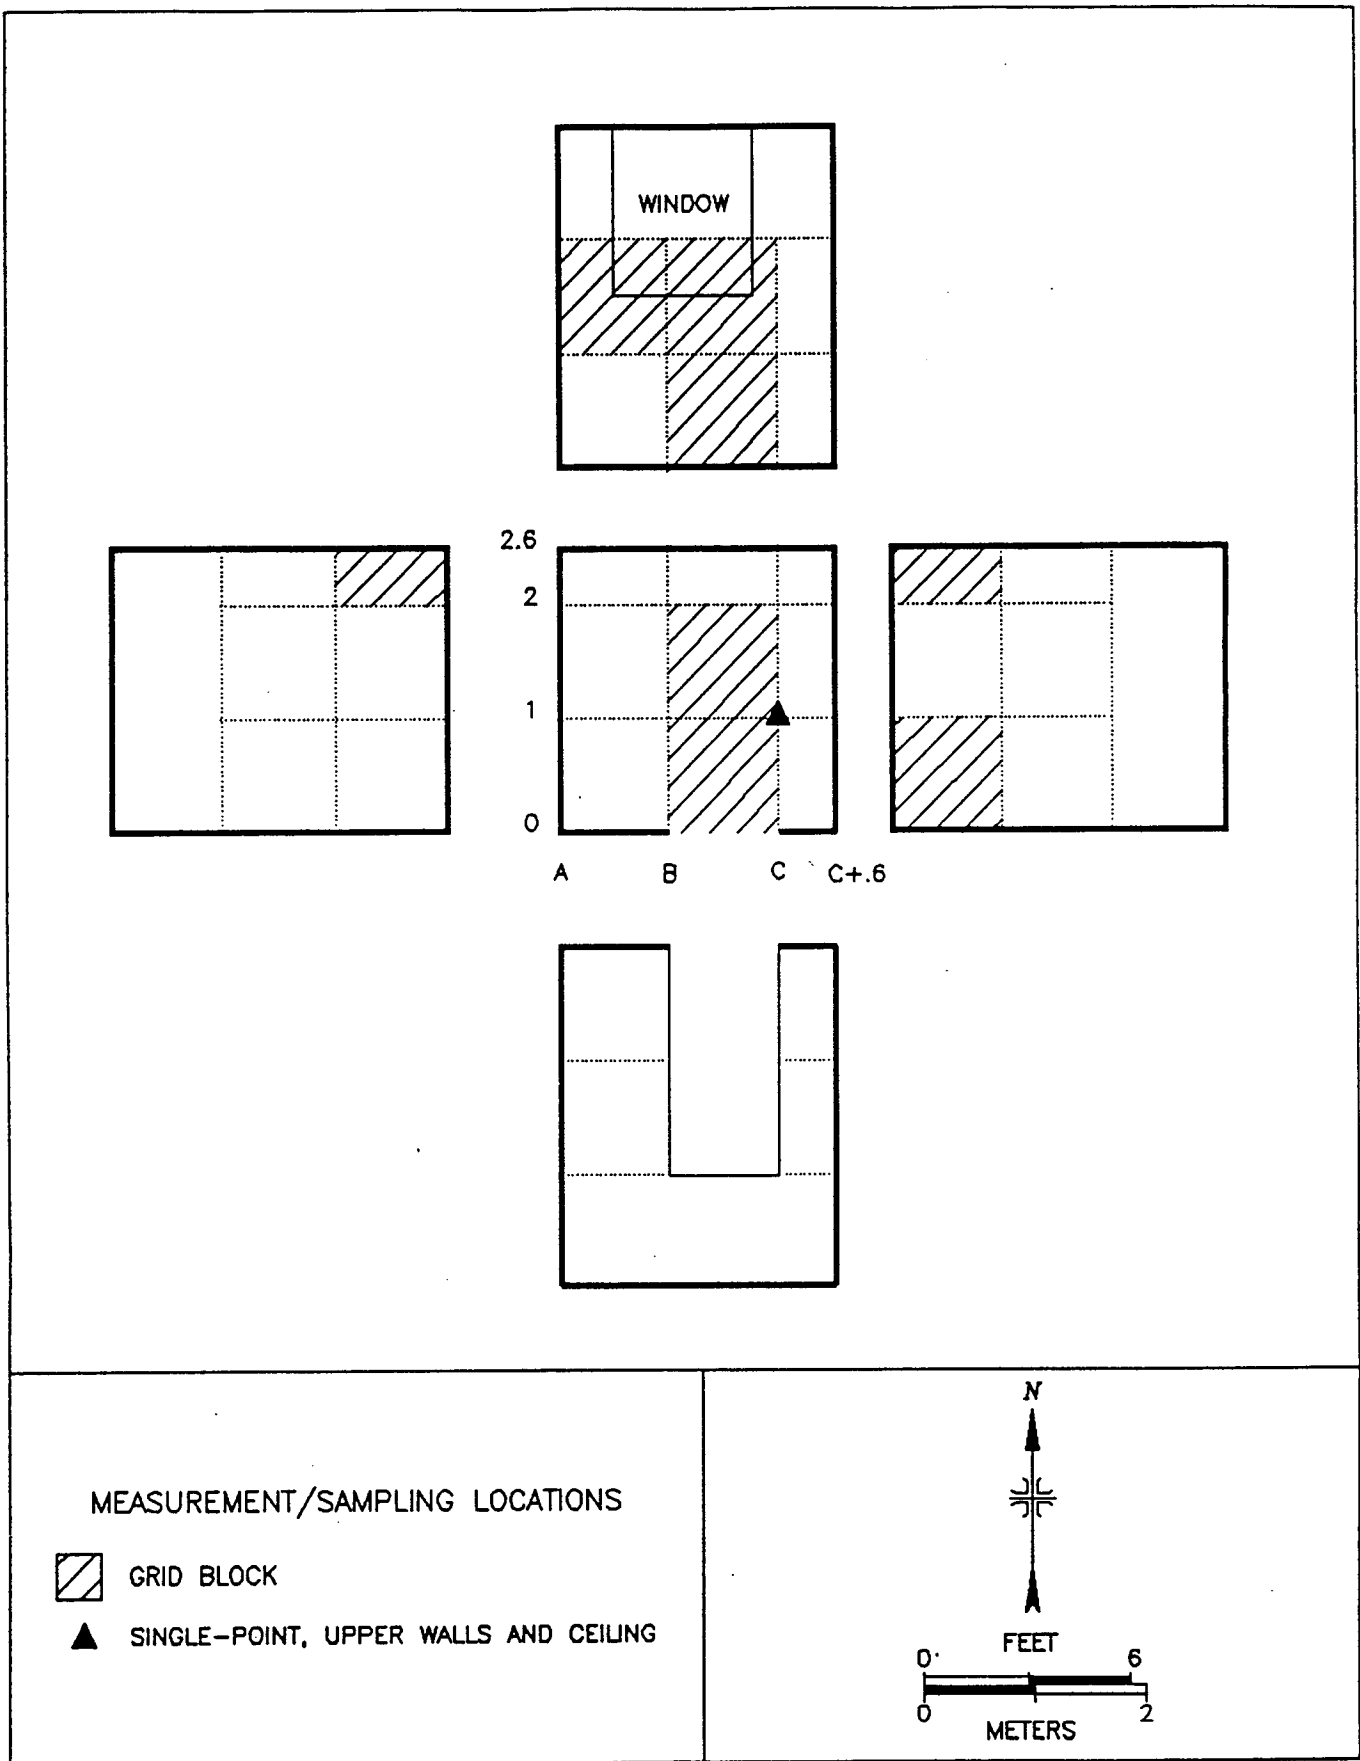 WINDOW
2.6
2
1
0
A B C C+.6
MEASUREMENT/SAMPLING LOCATIONS
GRID BLOCK
SINGLE-POINT, UPPER WALLS AND CEILING
N
FEET
0 6
0 2
METERS